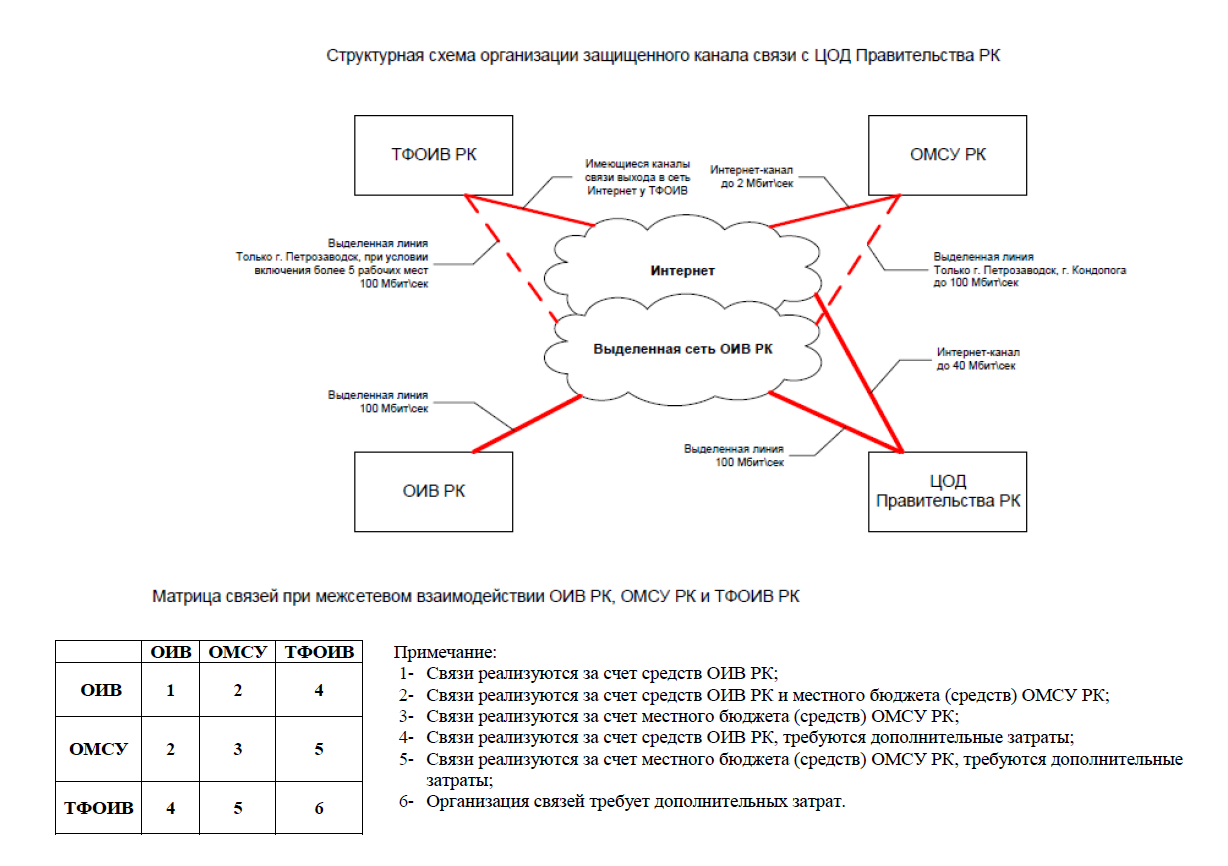 Структурная схема организации защищенного канала связи с ЦОД Правительства РК
ТФОИВ РК
ОМСУ РК
Имеющиеся каналы
связи выхода в сеть
Интернет у ТФОИВ
Интернет-канал
до 2 Мбит\сек
Выделенная линия
Только г. Петрозаводск, при условии
включения более 5 рабочих мест
100 Мбит\сек
Интернет
Выделенная линия
Только г. Петрозаводск, г. Кондопога
до 100 Мбит\сек
Выделенная сеть ОИВ РК
Интернет-канал
до 40 Мбит\сек
Выделенная линия
100 Мбит\сек
Выделенная линия
100 Мбит\сек
ОИВ РК
ЦОД
Правительства РК
Матрица связей при межсетевом взаимодействии ОИВ РК, ОМСУ РК и ТФОИВ РК
ОИВ ОМСУ ТФОИВ
ОИВ 1 2 4
ОМСУ 2 3 5
ТФОИВ 4 5 6
Примечание:
1- Связи реализуются за счет средств ОИВ РК;
2- Связи реализуются за счет средств ОИВ РК и местного бюджета (средств) ОМСУ РК;
3- Связи реализуются за счет местного бюджета (средств) ОМСУ РК;
4- Связи реализуются за счет средств ОИВ РК, требуются дополнительные затраты;
5- Связи реализуются за счет местного бюджета (средств) ОМСУ РК, требуются дополнительные
затраты;
6- Организация связей требует дополнительных затрат.